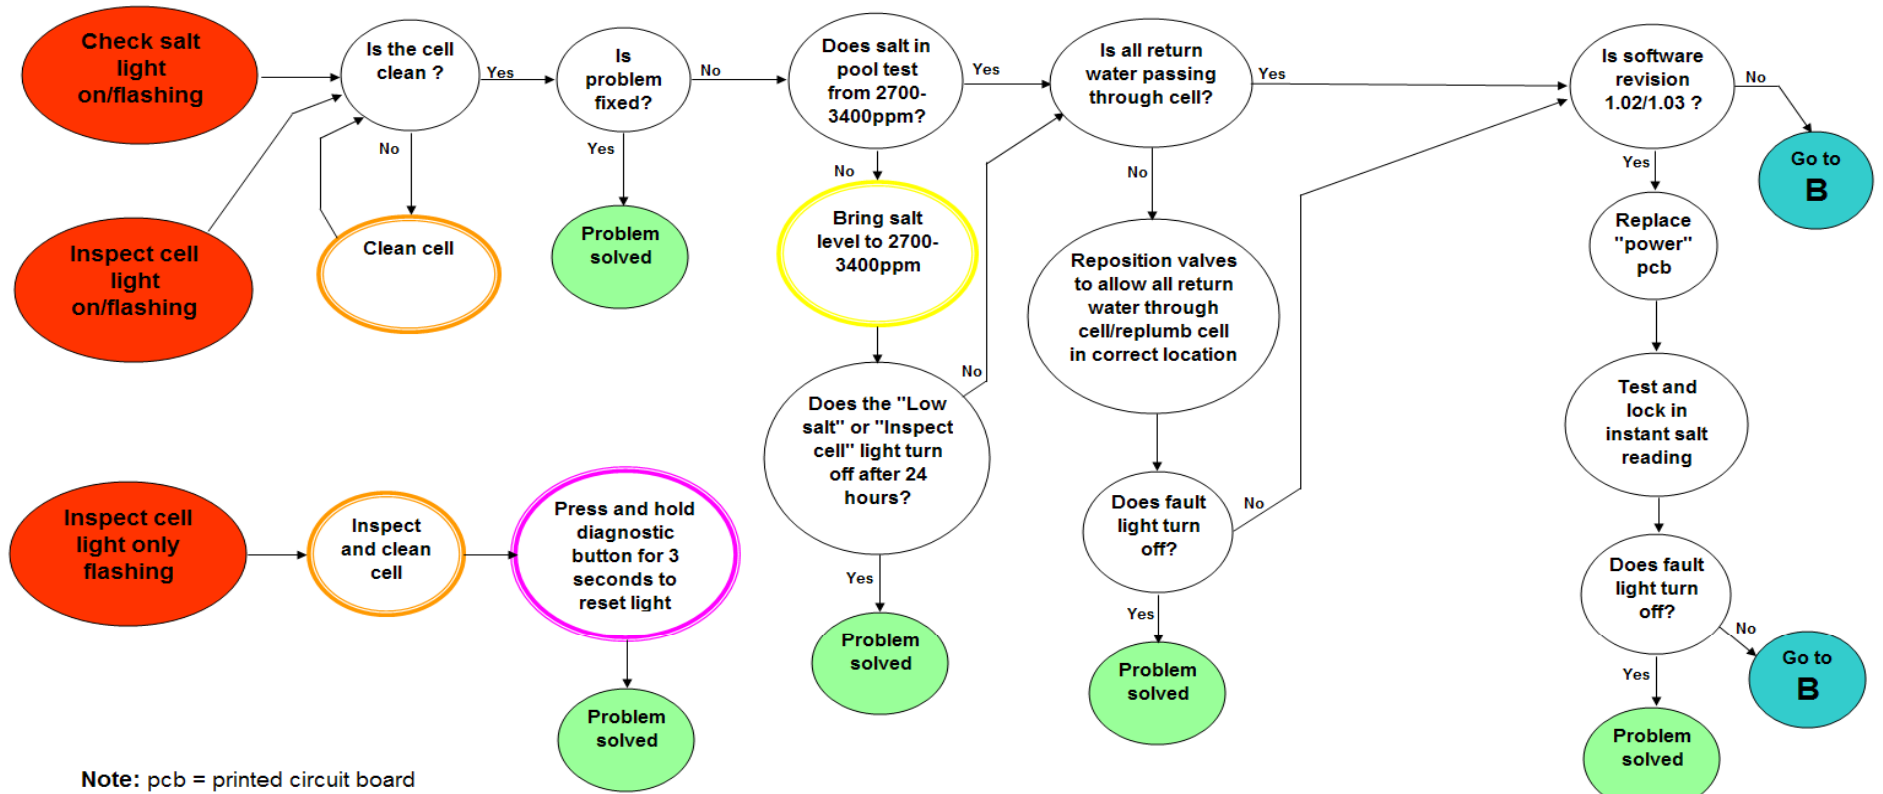 Check salt
light
on/flashing
Is the cell
clean ?
Yes
No
Clean cell
Is
problem
fixed?
No
Yes
Problem
solved
Does salt in
pool test
from 2700-
3400ppm?
Yes
No
Bring salt
level to 2700-
3400ppm
Does the "Low
salt" or "Inspect
cell" light turn
off after 24
hours?
No
Yes
Problem
solved
Is all return
water passing
through cell?
Yes
No
Reposition valves
to allow all return
water through
cell/replumb cell
in correct location
Does fault
light turn
off?
No
Yes
Problem
solved
Is software
revision
1.02/1.03 ?
No
Go to
B
Yes
Replace
"power"
pcb
Test and
lock in
instant salt
reading
Does fault
light turn
off?
No
Go to
B
Yes
Problem
solved
Inspect cell
light
on/flashing
Inspect cell
light only
flashing
Inspect
and clean
cell
Press and hold
diagnostic
button for 3
seconds to
reset light
Problem
solved
Note: pcb = printed circuit board